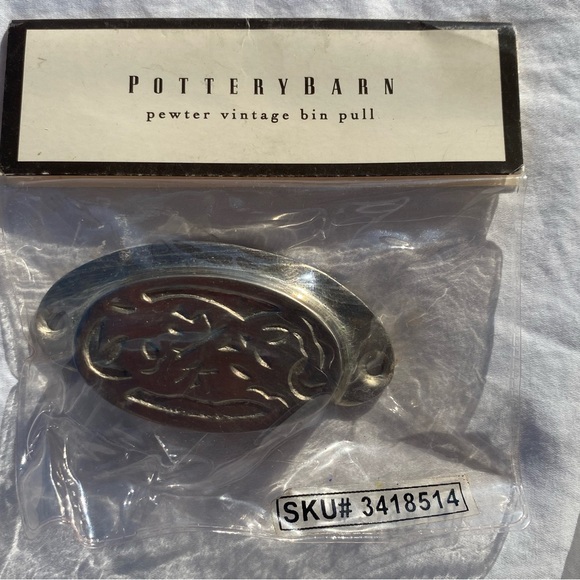 POTTERYBARN
pewter vintage bin pull
SKU# 3418514